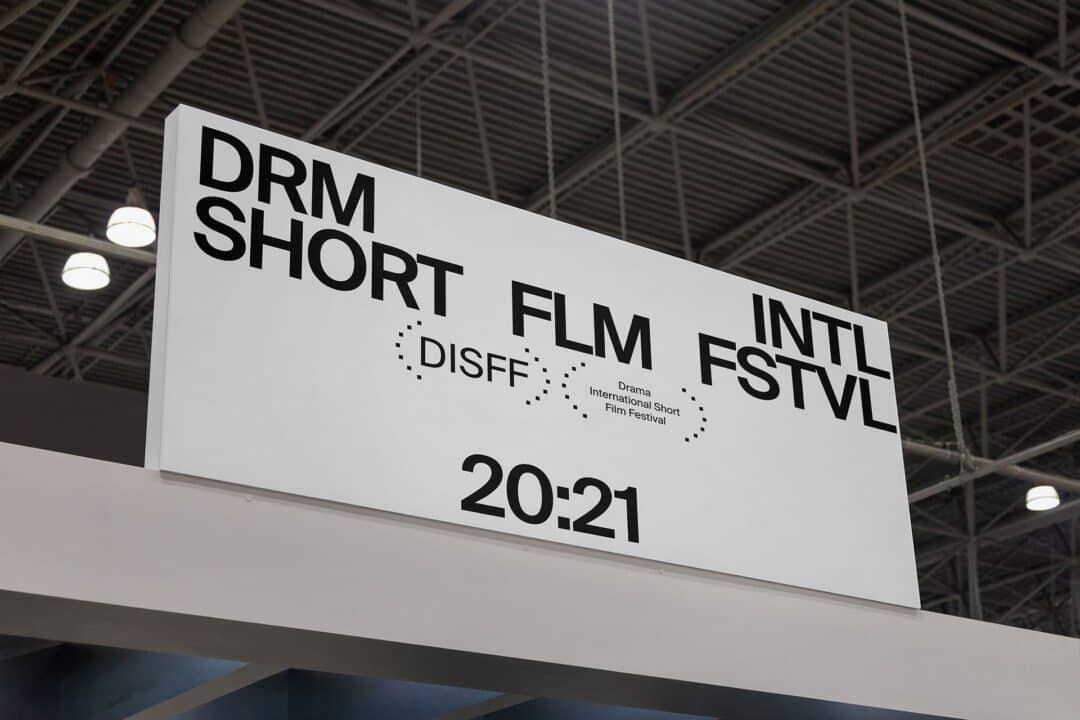 DRM
SHORT FLM INTL
FSTVL
DISFF
Drama
International Short
Film Festival
20:21